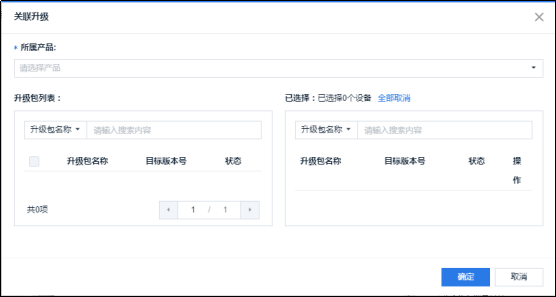 关联升级
* 所属产品:
请选择产品
升级包列表：
已选择：已选择0个设备 全部取消
升级包名称 请输入搜索内容
升级包名称 请输入搜索内容
升级包名称 目标版本号 状态
升级包名称 目标版本号 状态 操作
共0项
1 / 1
确定 取消